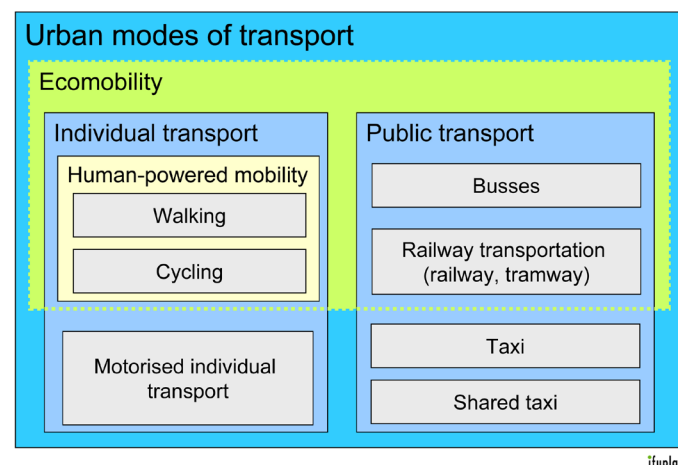 Urban modes of transport
Ecomobility
Individual transport
Human-powered mobility
Walking
Cycling
Motorised individual
transport
Public transport
Busses
Railway transportation
(railway, tramway)
Taxi
Shared taxi